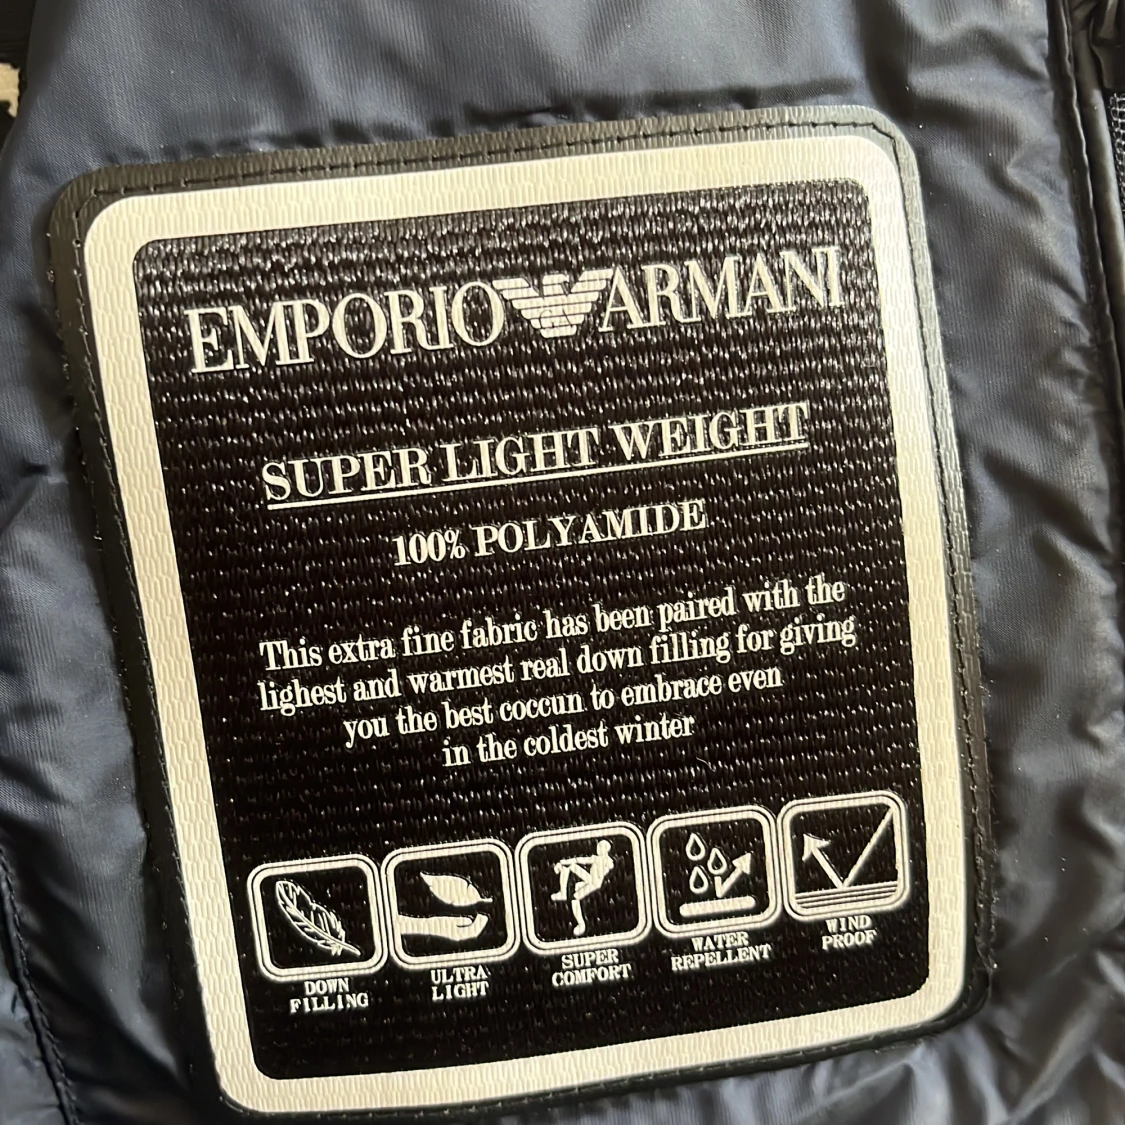 EMPORIO ARMANI
SUPER LIGHT WEIGHT
100% POLYAMIDE
This extra fine fabric has been paired with the
lighest and warmest real down filling for giving
you the best coccun to embrace even
in the coldest winter
DOWN
FILLING
ULTRA
LIGHT
SUPER
COMFORT
WATER
REPELLENT
WIND
PROOF